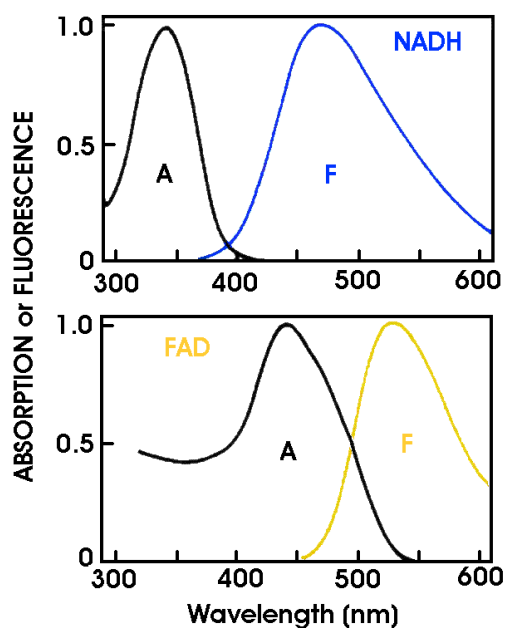 ABSORPTION or FLUORESCENCE
1.0
NADH
0.5
A
F
0
300
400
500
600
1.0
FAD
0.5
A
F
0
300
400
500
600
Wavelength (nm)